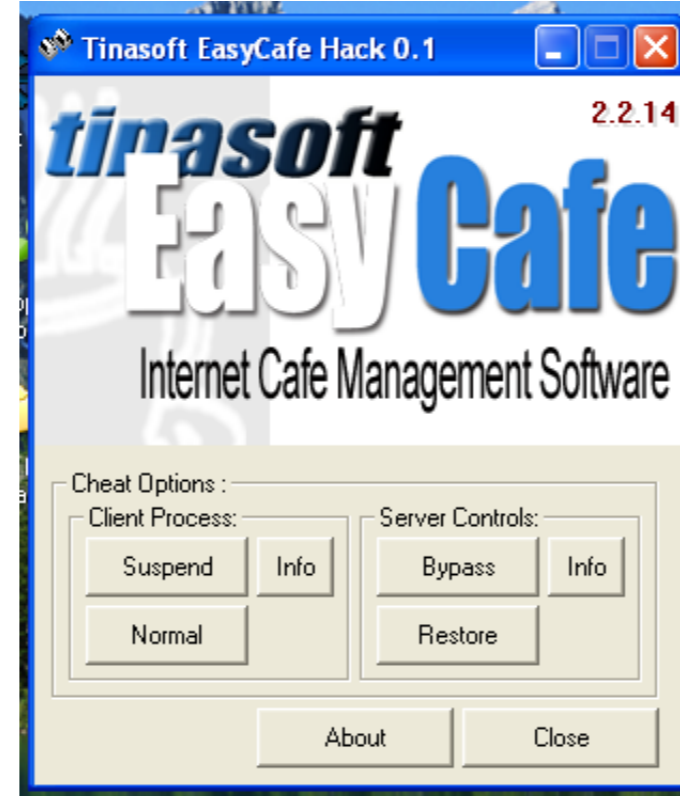 Tinasoft EasyCafe Hack 0.1
2.2.14
tinasoft
EasyCafe
Internet Cafe Management Software
Cheat Options :
Client Process:
Suspend
Info
Normal
Server Controls:
Bypass
Info
Restore
About
Close